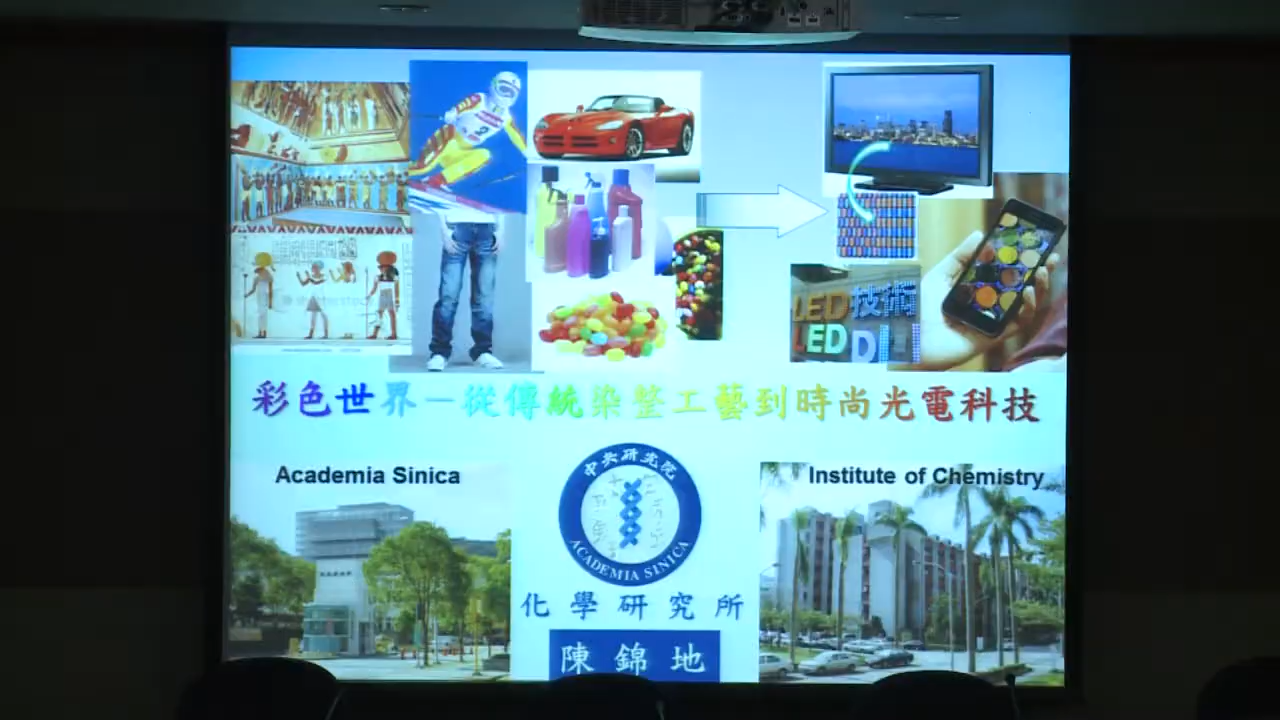 LED技術
LED
彩色世界－從傳統染整工藝到時尚光電科技
Academia Sinica
中央研究院
ACADEMIA SINICA
Institute of Chemistry
化學研究所
陳錦地